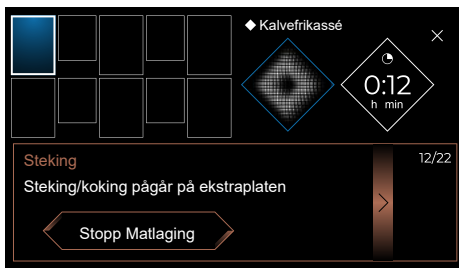 Kalvefrikassé
0:12
h min
Steking
12/22
Steking/koking pågår på ekstraplaten
Stopp Matlaging